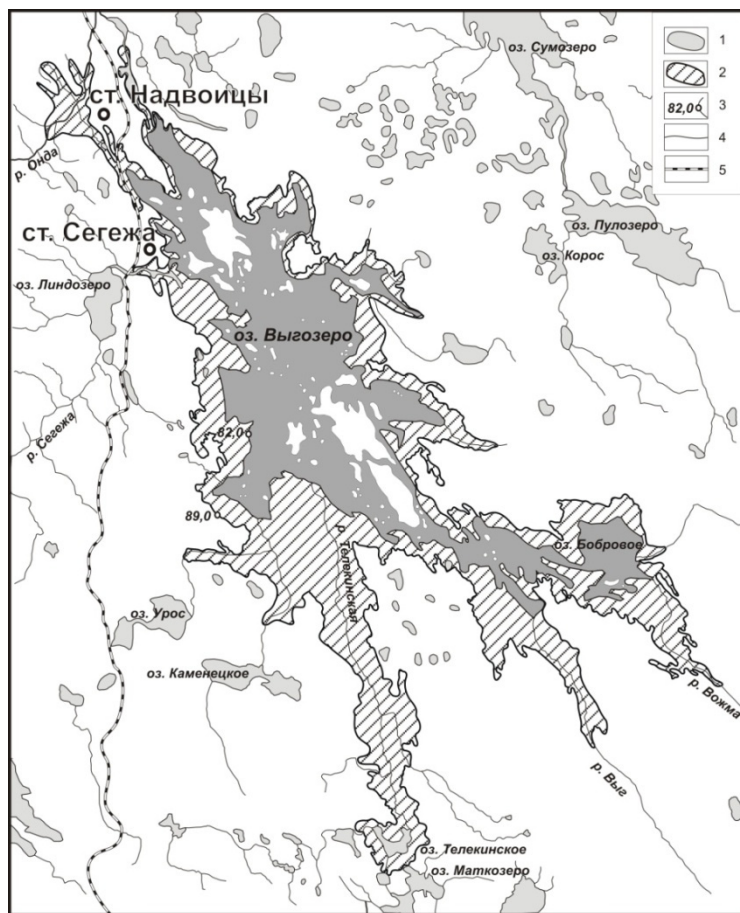 оз. Сумозеро
1
2
82,0
3
4
5
ст. Надвоицы
р. Онда
ст. Сегежа
оз. Пулозеро
оз. Корос
оз. Линдозеро
оз. Выгозеро
р. Сегежа
82,0
89,0
р. Телекинская
оз. Бобровое
оз. Урос
оз. Каменецкое
р. Вожма
р. Выг
оз. Телекинское
оз. Маткозеро